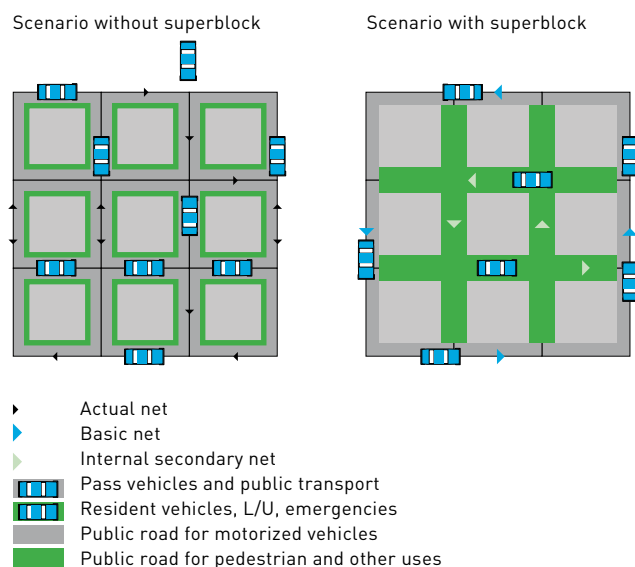 Scenario without superblock
Scenario with superblock
Actual net
Basic net
Internal secondary net
Pass vehicles and public transport
Resident vehicles, L/U, emergencies
Public road for motorized vehicles
Public road for pedestrian and other uses